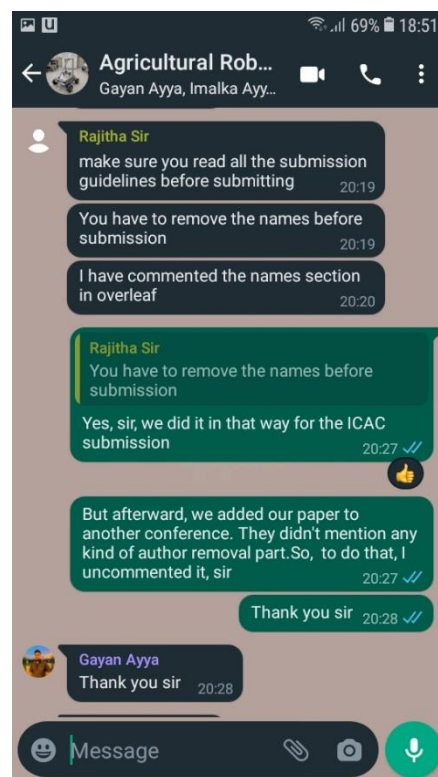 69% 18:51
Agricultural Rob...
Gayan Ayya, Imalka Ayy...
Rajitha Sir
make sure you read all the submission
guidelines before submitting 20:19
You have to remove the names before
submission 20:19
I have commented the names section
in overleaf 20:20
Rajitha Sir
You have to remove the names before
submission
Yes, sir, we did it in that way for the ICAC
submission 20:27
But afterward, we added our paper to
another conference. They didn't mention any
kind of author removal part.So, to do that, I
uncommented it, sir 20:27
Thank you sir 20:28
Gayan Ayya
Thank you sir 20:28
Message